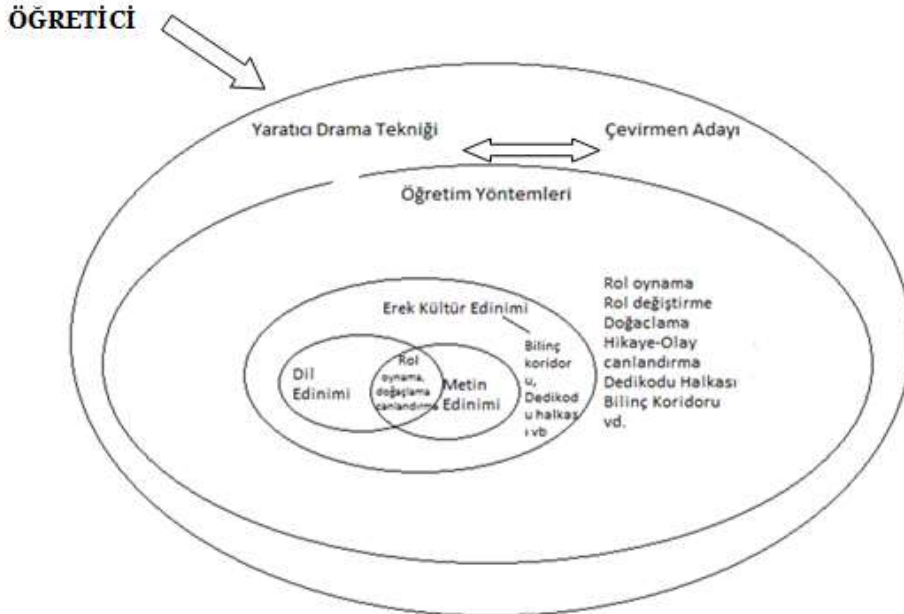 ÖĞRETİCİ
Yaratıcı Drama Tekniği
Çevirmen Adayı
Öğretim Yöntemleri
Erek Kültür Edinimi
Bilinç
koridor
u,
Dedikod
u halkas
ı vb
Dil
Edinimi
Rol
oynama,
doğaçlama
canlandırma
Metin
Edinimi
Rol oynama
Rol değiştirme
Doğaclama
Hikaye-Olay
canlandırma
Dedikodu Halkası
Bilinç Koridoru
vd.